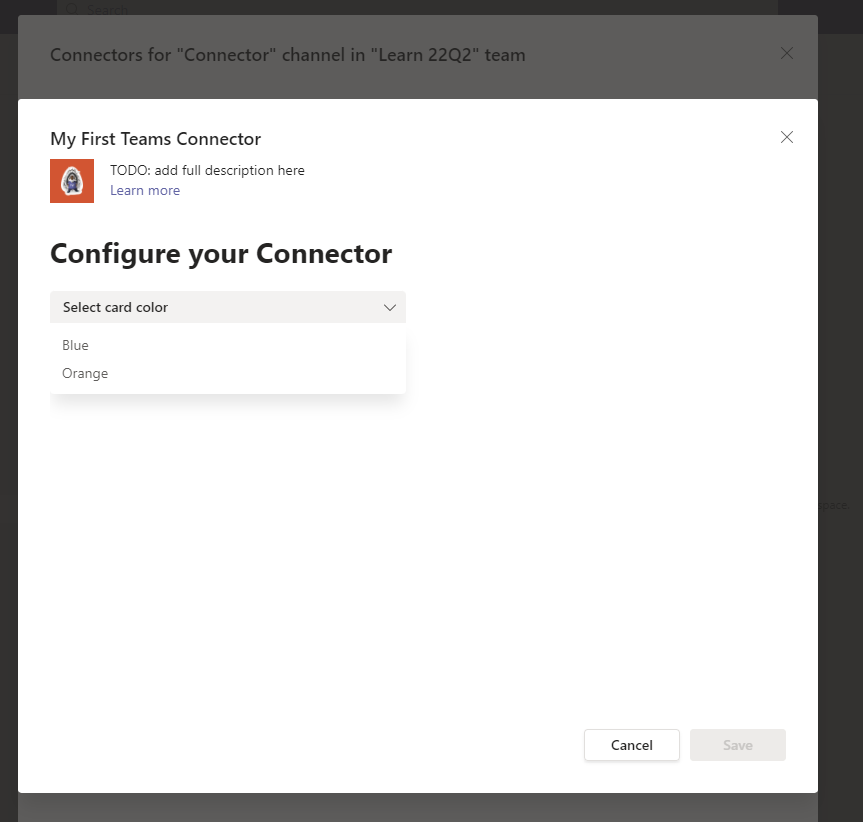 Search
Connectors for "Connector" channel in "Learn 22Q2" team
My First Teams Connector
TODO: add full description here
Learn more
Configure your Connector
Select card color
Blue
Orange
space.
Cancel
Save